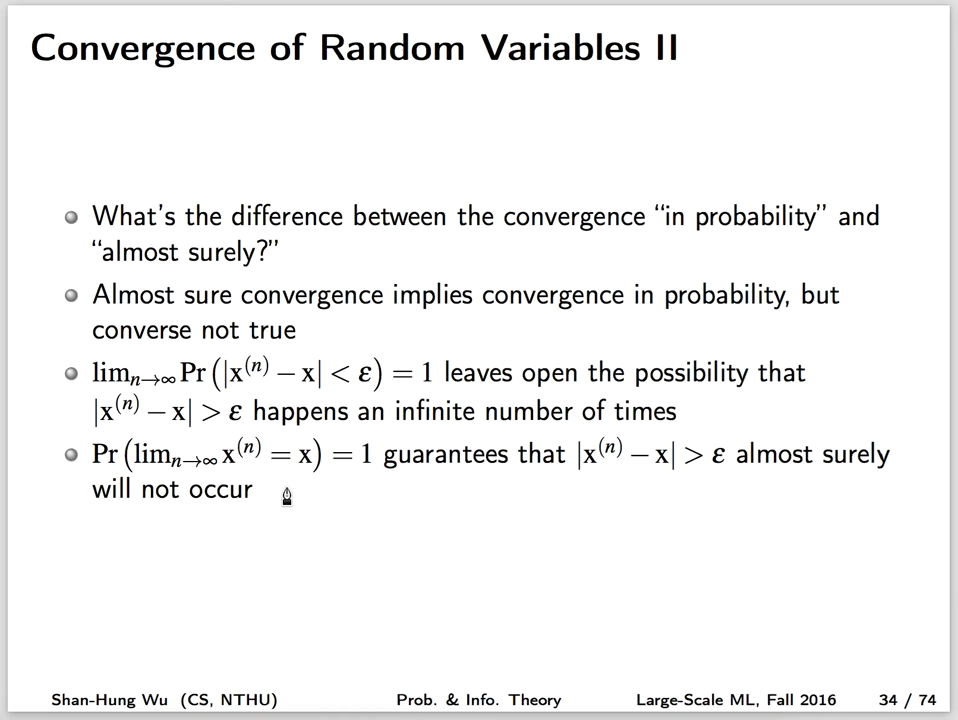 Convergence of Random Variables II
What's the difference between the convergence “in probability” and
“almost surely?”
Almost sure convergence implies convergence in probability, but
converse not true
limₙ→∞ Pr(|x⁽ⁿ⁾ − x| < ε) = 1 leaves open the possibility that
|x⁽ⁿ⁾ − x| > ε happens an infinite number of times
Pr(limₙ→∞ x⁽ⁿ⁾ = x) = 1 guarantees that |x⁽ⁿ⁾ − x| > ε almost surely
will not occur
Shan-Hung Wu (CS, NTHU) Prob. & Info. Theory Large-Scale ML, Fall 2016 34 / 74